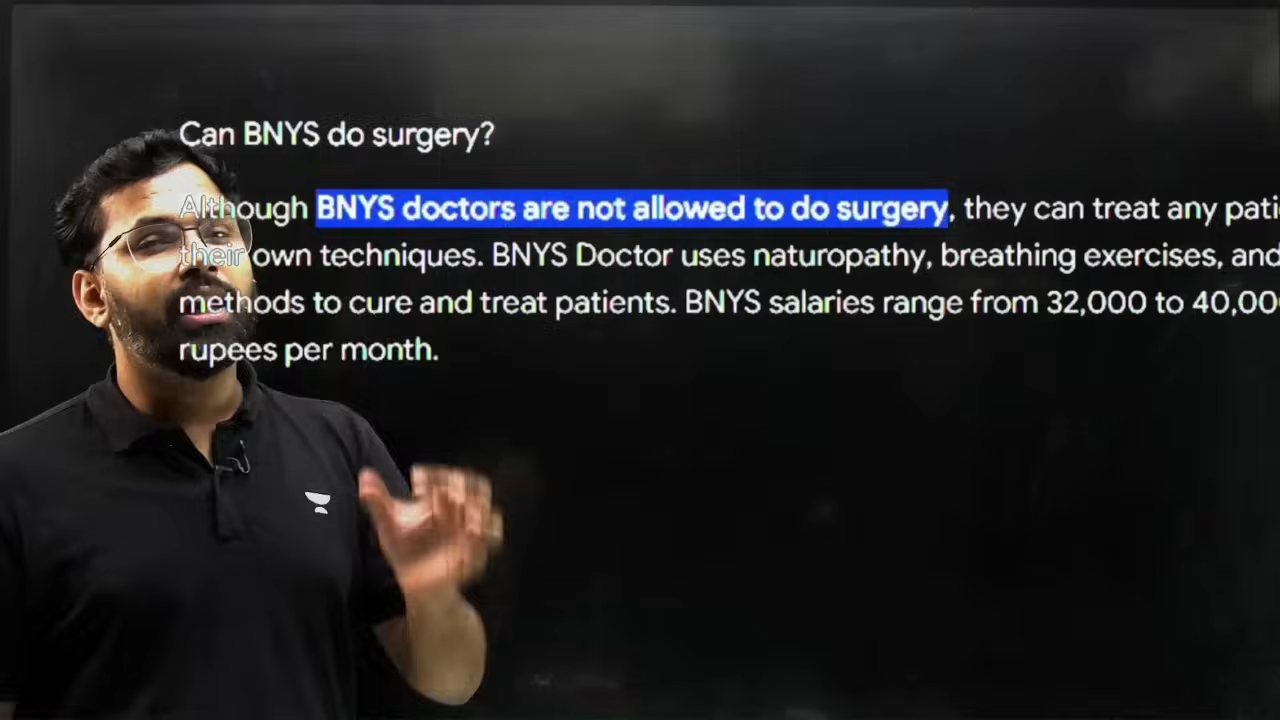 Can BNYS do surgery?
Although BNYS doctors are not allowed to do surgery, they can treat any
their own techniques. BNYS Doctor uses naturopathy, breathing exercises, and
methods to cure and treat patients. BNYS salaries range from 32,000 to
rupees per month.